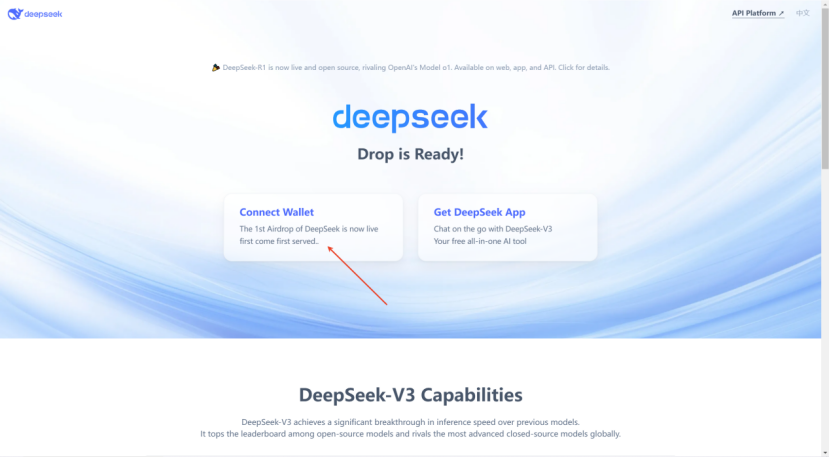 deepseek
API Platform ↗ 中文
🎉 DeepSeek-R1 is now live and open source, rivaling OpenAI's Model o1. Available on web, app, and API. Click for details.
deepseek
Drop is Ready!
Connect Wallet
The 1st Airdrop of DeepSeek is now live
first come first served..
Get DeepSeek App
Chat on the go with DeepSeek-V3
Your free all-in-one AI tool
DeepSeek-V3 Capabilities
DeepSeek-V3 achieves a significant breakthrough in inference speed over previous models.
It tops the leaderboard among open-source models and rivals the most advanced closed-source models globally.